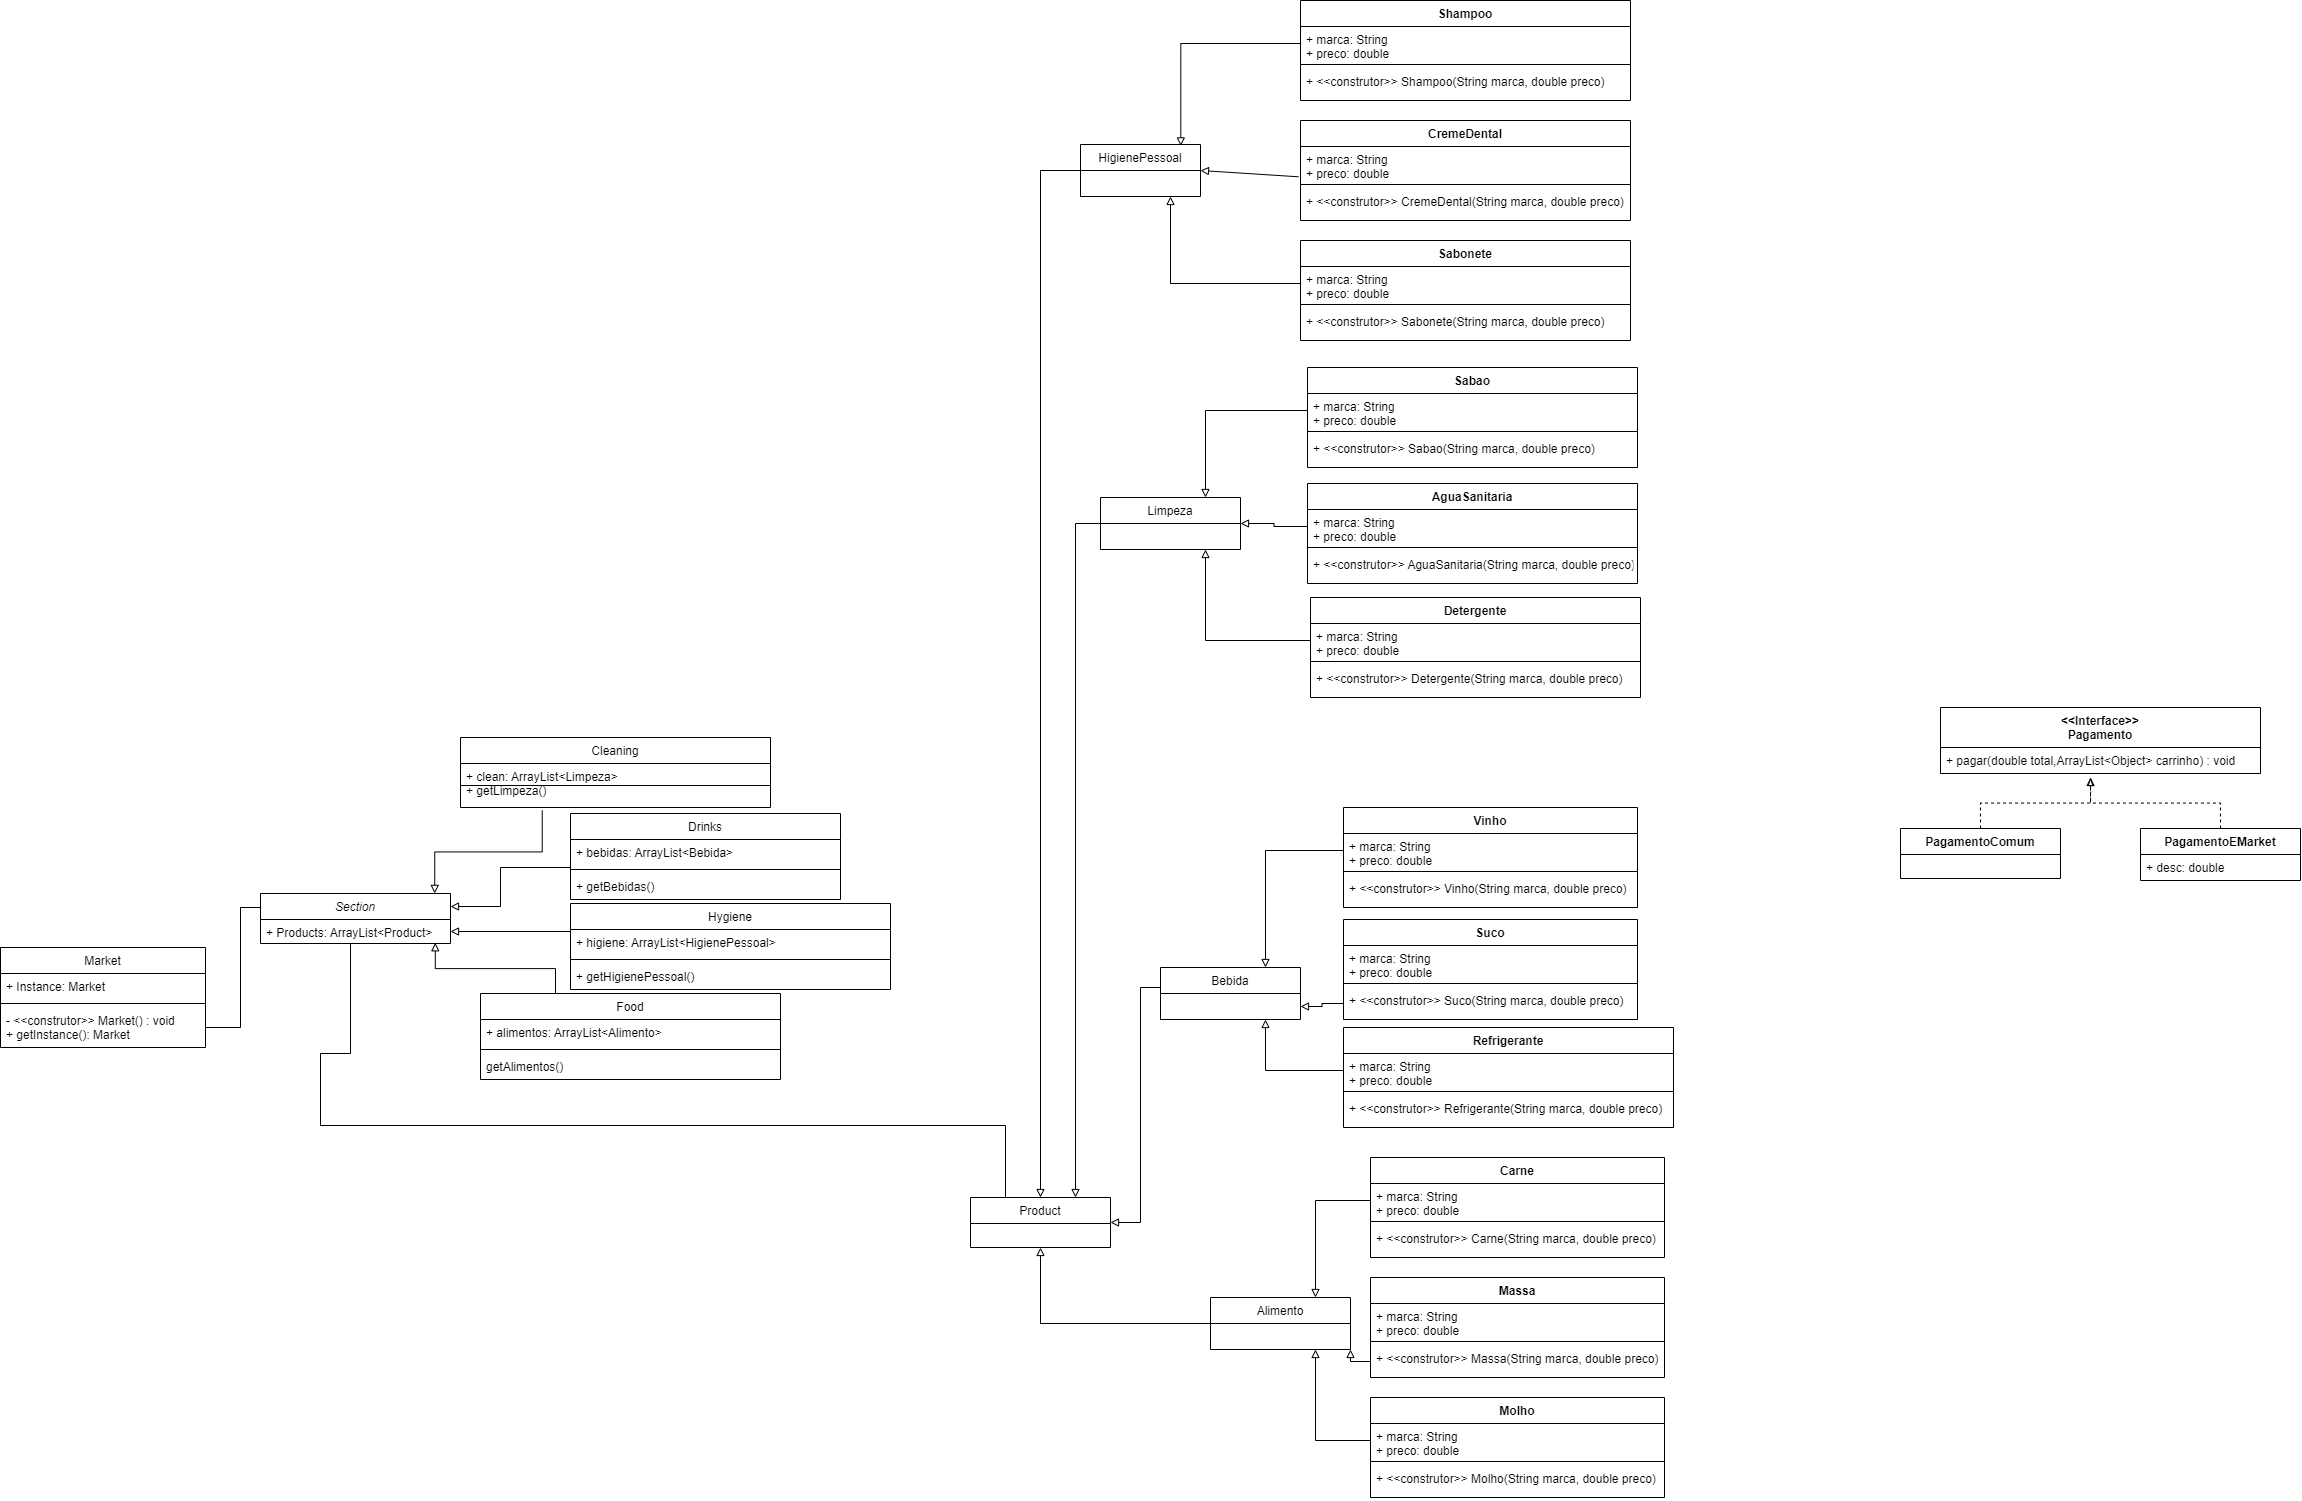 Shampoo
+ marca: String
+ preco: double
+ <<construtor>> Shampoo(String marca, double preco)
HigienePessoal
CremeDental
+ marca: String
+ preco: double
+ <<construtor>> CremeDental(String marca, double preco)
Sabonete
+ marca: String
+ preco: double
+ <<construtor>> Sabonete(String marca, double preco)
Sabao
+ marca: String
+ preco: double
+ <<construtor>> Sabao(String marca, double preco)
Limpeza
AguaSanitaria
+ marca: String
+ preco: double
+ <<construtor>> AguaSanitaria(String marca, double preco)
Detergente
+ marca: String
+ preco: double
+ <<construtor>> Detergente(String marca, double preco)
<<Interface>>
Pagamento
+ pagar(double total,ArrayList<Object> carrinho) : void
PagamentoComum
PagamentoEMarket
+ desc: double
Cleaning
+ clean: ArrayList<Limpeza>
+ getLimpeza()
Drinks
+ bebidas: ArrayList<Bebida>
+ getBebidas()
Section
+ Products: ArrayList<Product>
Hygiene
+ higiene: ArrayList<HigienePessoal>
+ getHigienePessoal()
Market
+ Instance: Market
- <<construtor>> Market() : void
+ getInstance(): Market
Food
+ alimentos: ArrayList<Alimento>
getAlimentos()
Vinho
+ marca: String
+ preco: double
+ <<construtor>> Vinho(String marca, double preco)
Suco
+ marca: String
+ preco: double
+ <<construtor>> Suco(String marca, double preco)
Bebida
Refrigerante
+ marca: String
+ preco: double
+ <<construtor>> Refrigerante(String marca, double preco)
Product
Carne
+ marca: String
+ preco: double
+ <<construtor>> Carne(String marca, double preco)
Alimento
Massa
+ marca: String
+ preco: double
+ <<construtor>> Massa(String marca, double preco)
Molho
+ marca: String
+ preco: double
+ <<construtor>> Molho(String marca, double preco)